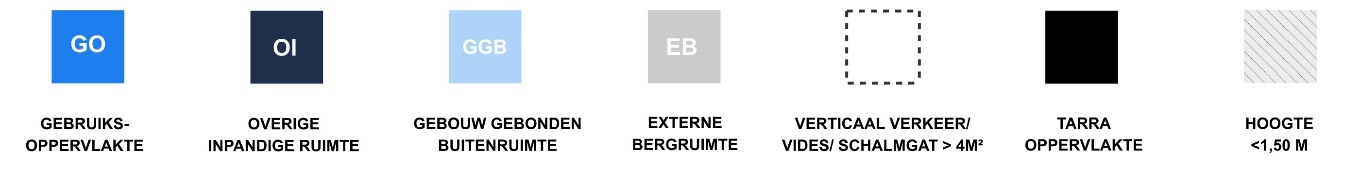 GO
OI
GGB
EB
GEBRUIKS-
OPPERVLAKTE
OVERIGE
INPANDIGE RUIMTE
GEBOUW GEBONDEN
BUITENRUIMTE
EXTERNE
BERGRUIMTE
VERTICAAL VERKEER/
VIDES/ SCHALMGAT > 4M²
TARRA
OPPERVLAKTE
HOOGTE
<1,50 M